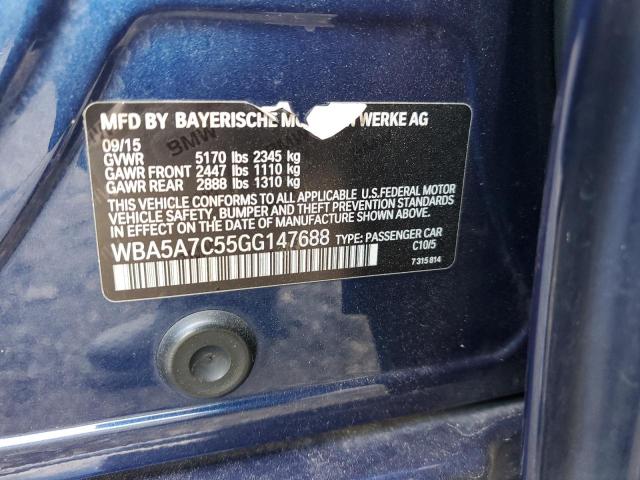 MFD BY BAYERISCHE MO WERKE AG
BMW
09/15
GVWR 5170 lbs 2345 kg
GAWR FRONT 2447 lbs 1110 kg
GAWR REAR 2888 lbs 1310 kg
THIS VEHICLE CONFORMS TO ALL APPLICABLE U.S.FEDERAL MOTOR
VEHICLE SAFETY, BUMPER, AND THEFT PREVENTION STANDARDS
IN EFFECT ON THE DATE OF MANUFACTURE SHOWN ABOVE.
WBA5A7C55GG147688 TYPE: PASSENGER CAR
C10/5
7 315 814